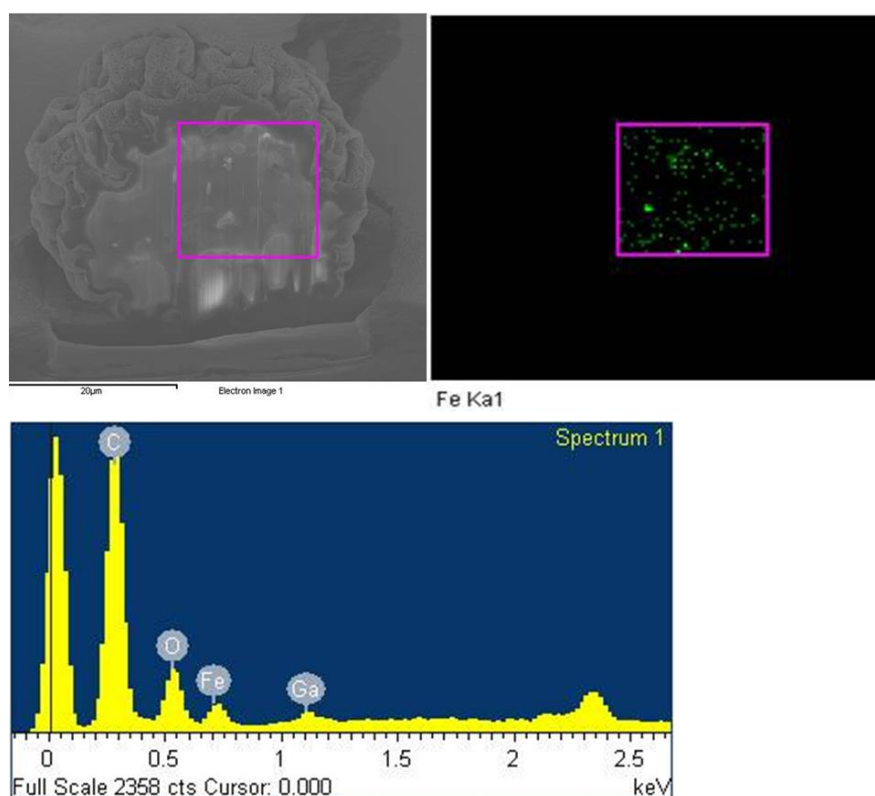 20µm Electron Image 1
Fe Ka1
Spectrum 1
C
O
Fe
Ga
0 0.5 1 1.5 2 2.5
Full Scale 2358 cts Cursor: 0.000 keV